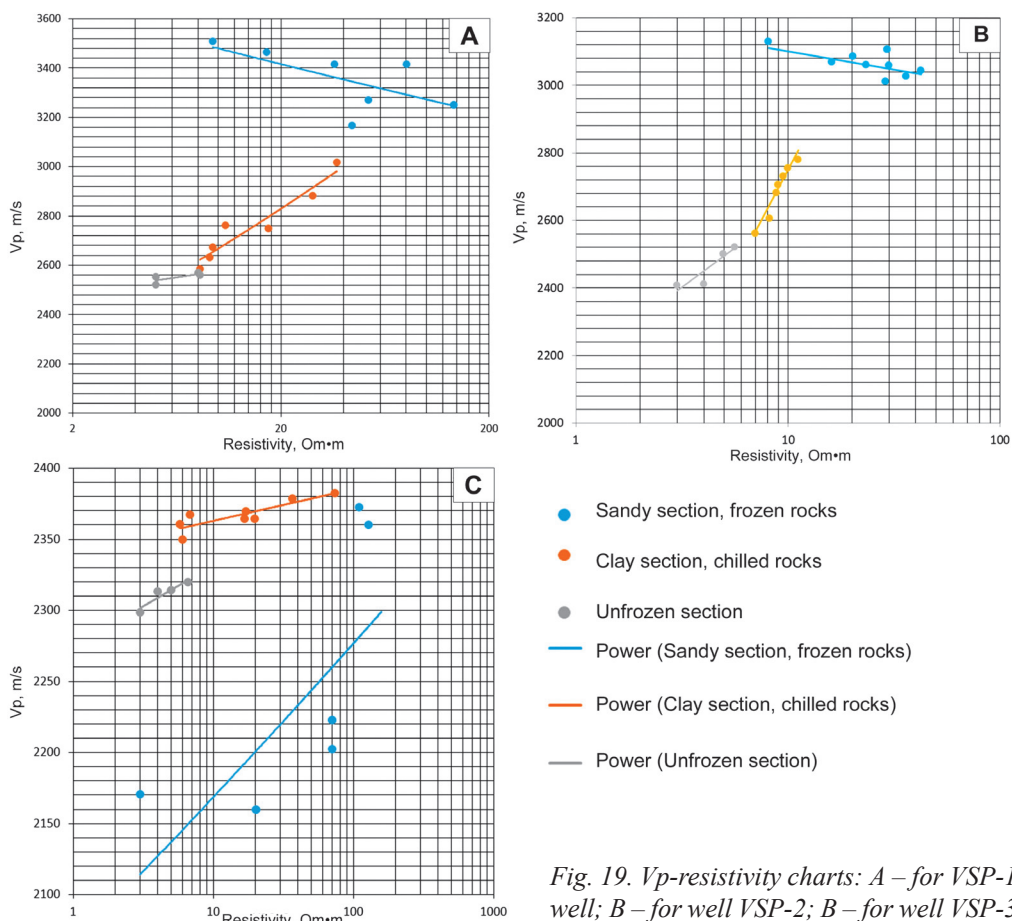 3600
3400
3200
3000
2800
2600
2400
2200
2000
Vp, m/s
A
2
20
200
Resistivity, Om•m
3200
3000
2800
2600
2400
2200
2000
Vp, m/s
B
1
10
100
Resistivity, Om•m
2400
2350
2300
2250
2200
2150
2100
Vp, m/s
C
1
10
100
1000
Resistivity, Om•m
Sandy section, frozen rocks
Clay section, chilled rocks
Unfrozen section
Power (Sandy section, frozen rocks)
Power (Clay section, chilled rocks)
Power (Unfrozen section)
Fig. 19. Vp-resistivity charts: A – for VSP-1
well; B – for well VSP-2; B – for well VSP-3